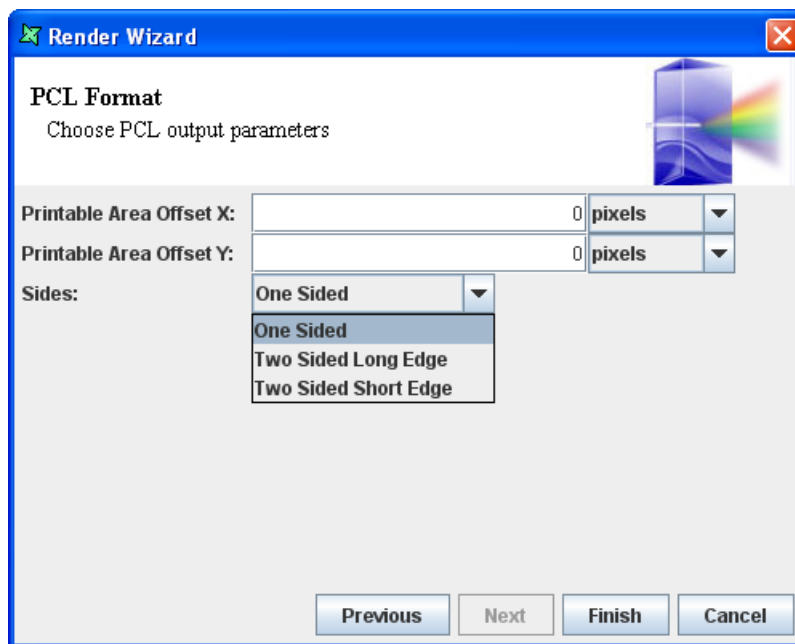 Render Wizard
PCL Format
Choose PCL output parameters
Printable Area Offset X: 0 pixels
Printable Area Offset Y: 0 pixels
Sides: One Sided
One Sided
Two Sided Long Edge
Two Sided Short Edge
Previous Next Finish Cancel